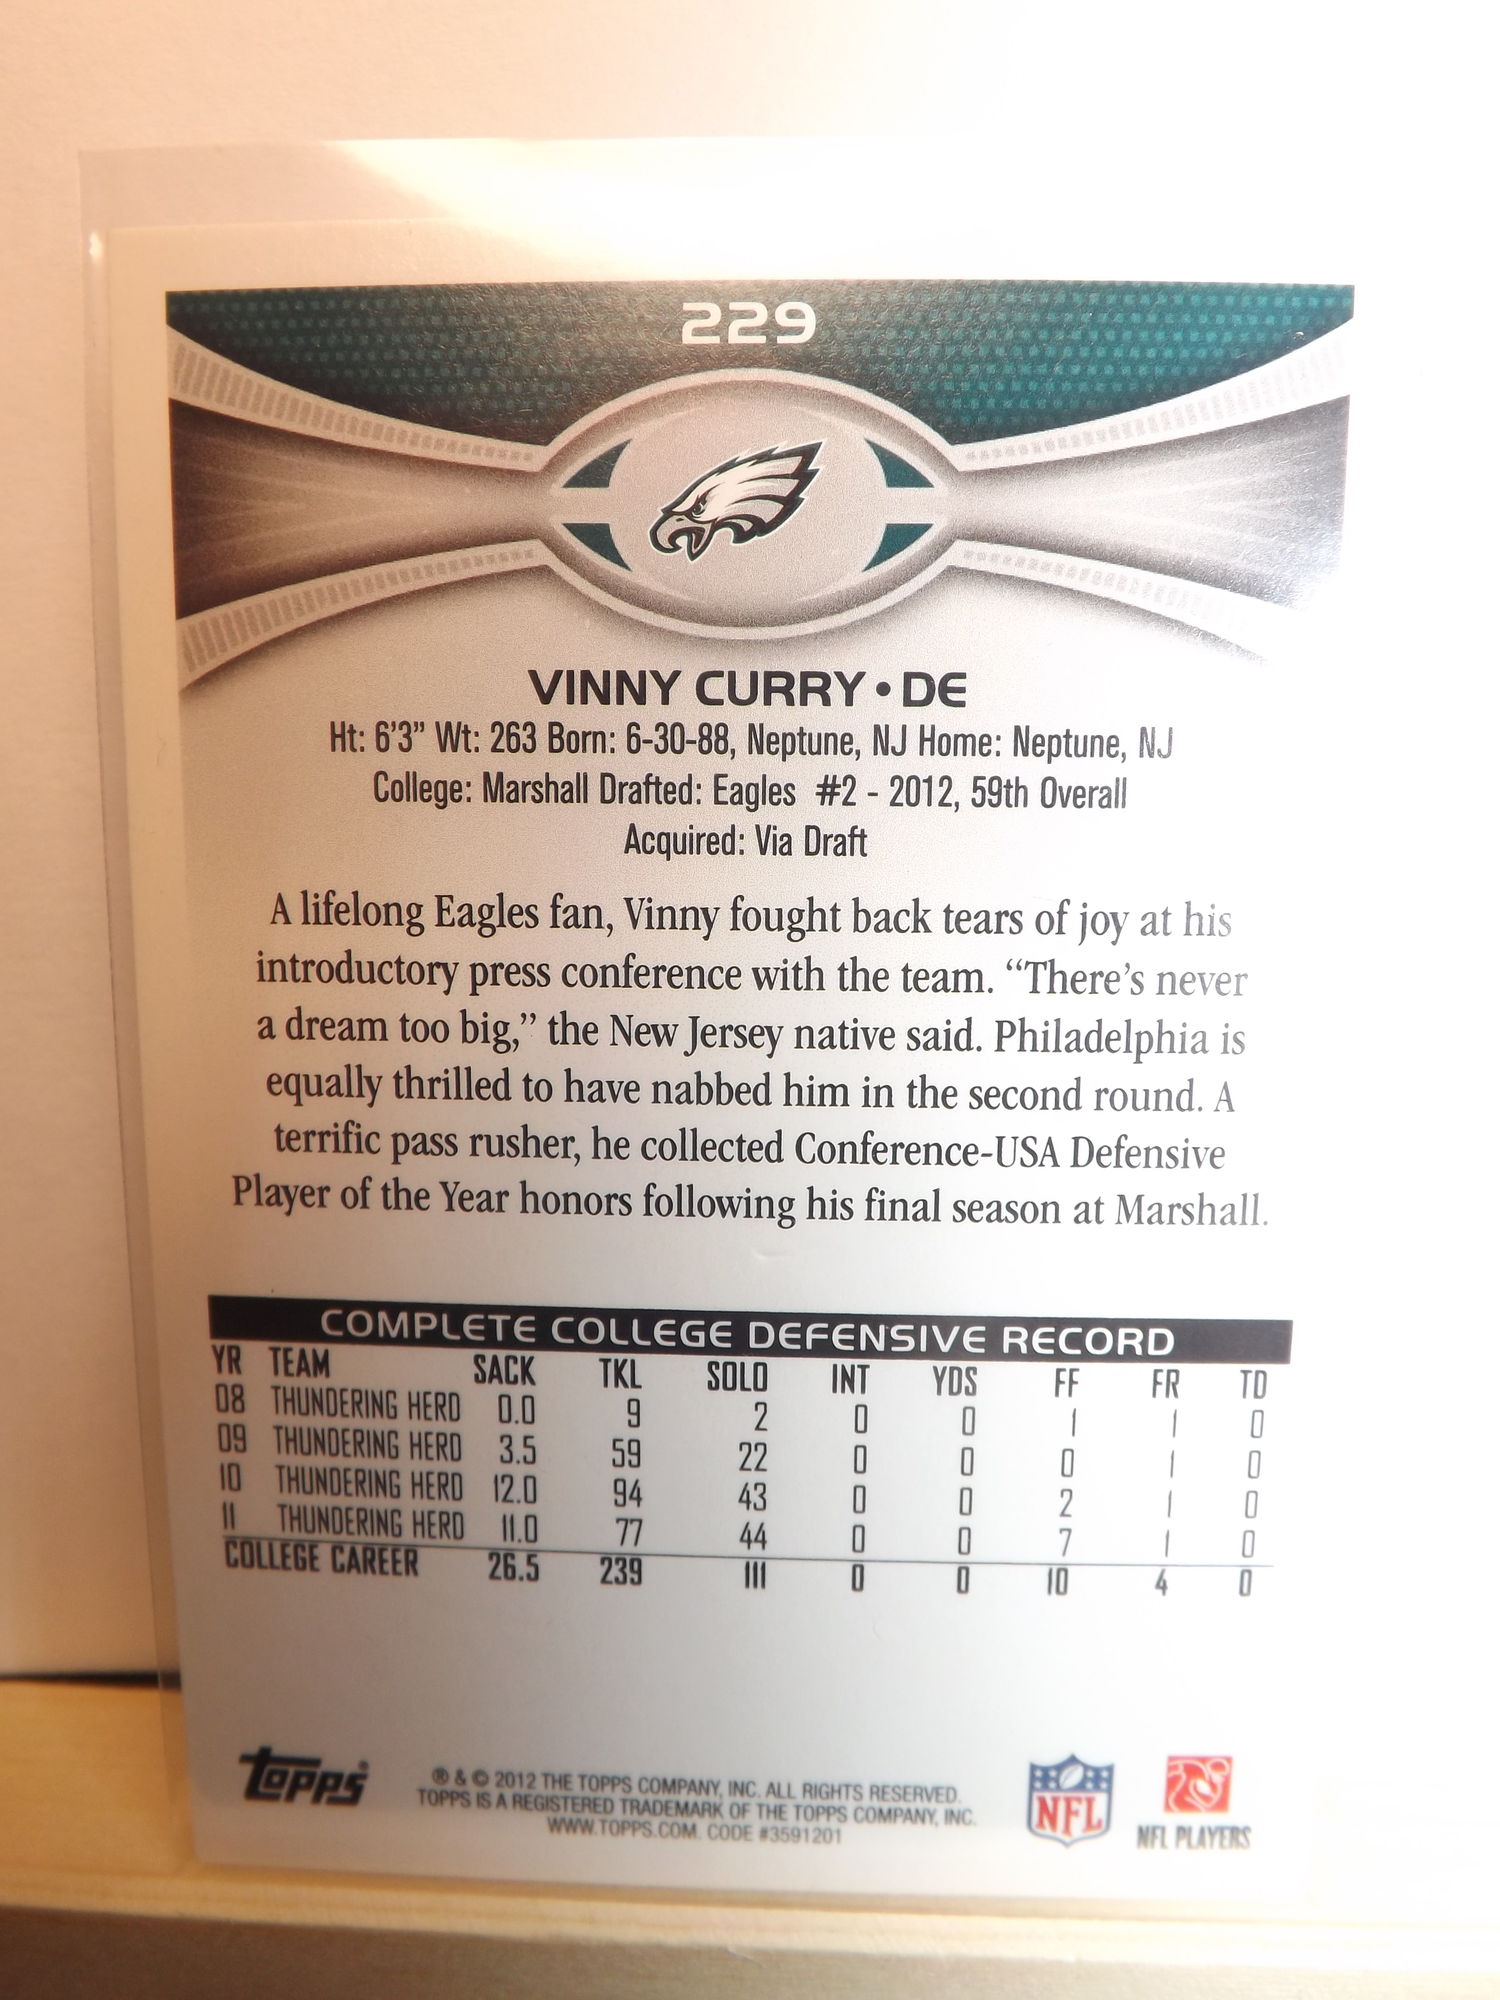 229
VINNY CURRY • DE
Ht: 6'3” Wt: 263 Born: 6-30-88, Neptune, NJ Home: Neptune, NJ
College: Marshall Drafted: Eagles #2 - 2012, 59th Overall
Acquired: Via Draft
A lifelong Eagles fan, Vinny fought back tears of joy at his
introductory press conference with the team. “There’s never
a dream too big,” the New Jersey native said. Philadelphia is
equally thrilled to have nabbed him in the second round. A
terrific pass rusher, he collected Conference-USA Defensive
Player of the Year honors following his final season at Marshall.
COMPLETE COLLEGE DEFENSIVE RECORD
YR TEAM SACK TKL SOLO INT YDS FF FR TD
08 THUNDERING HERD 0.0 9 2 0 0 1 1 0
09 THUNDERING HERD 3.5 59 22 0 0 0 1 0
10 THUNDERING HERD 12.0 94 43 0 0 2 1 0
11 THUNDERING HERD 11.0 77 44 0 0 7 1 0
COLLEGE CAREER 26.5 239 111 0 0 10 4 0
topps®
® & © 2012 THE TOPPS COMPANY, INC. ALL RIGHTS RESERVED.
TOPPS IS A REGISTERED TRADEMARK OF THE TOPPS COMPANY, INC.
WWW.TOPPS.COM. CODE #3591201
NFL
NFL PLAYERS